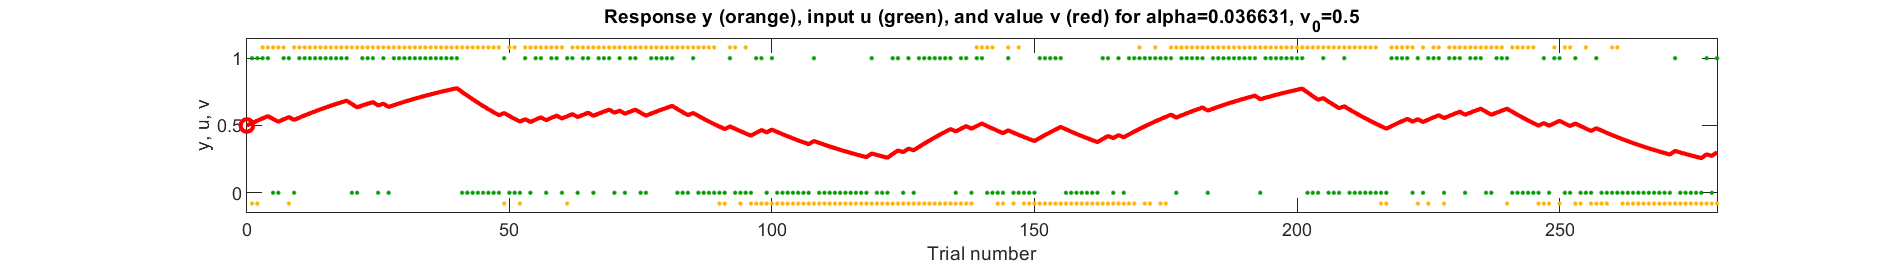 Response y (orange), input u (green), and value v (red) for alpha=0.036631, v0=0.5
y, u, v
1
0.5
0
0 50 100 150 200 250
Trial number